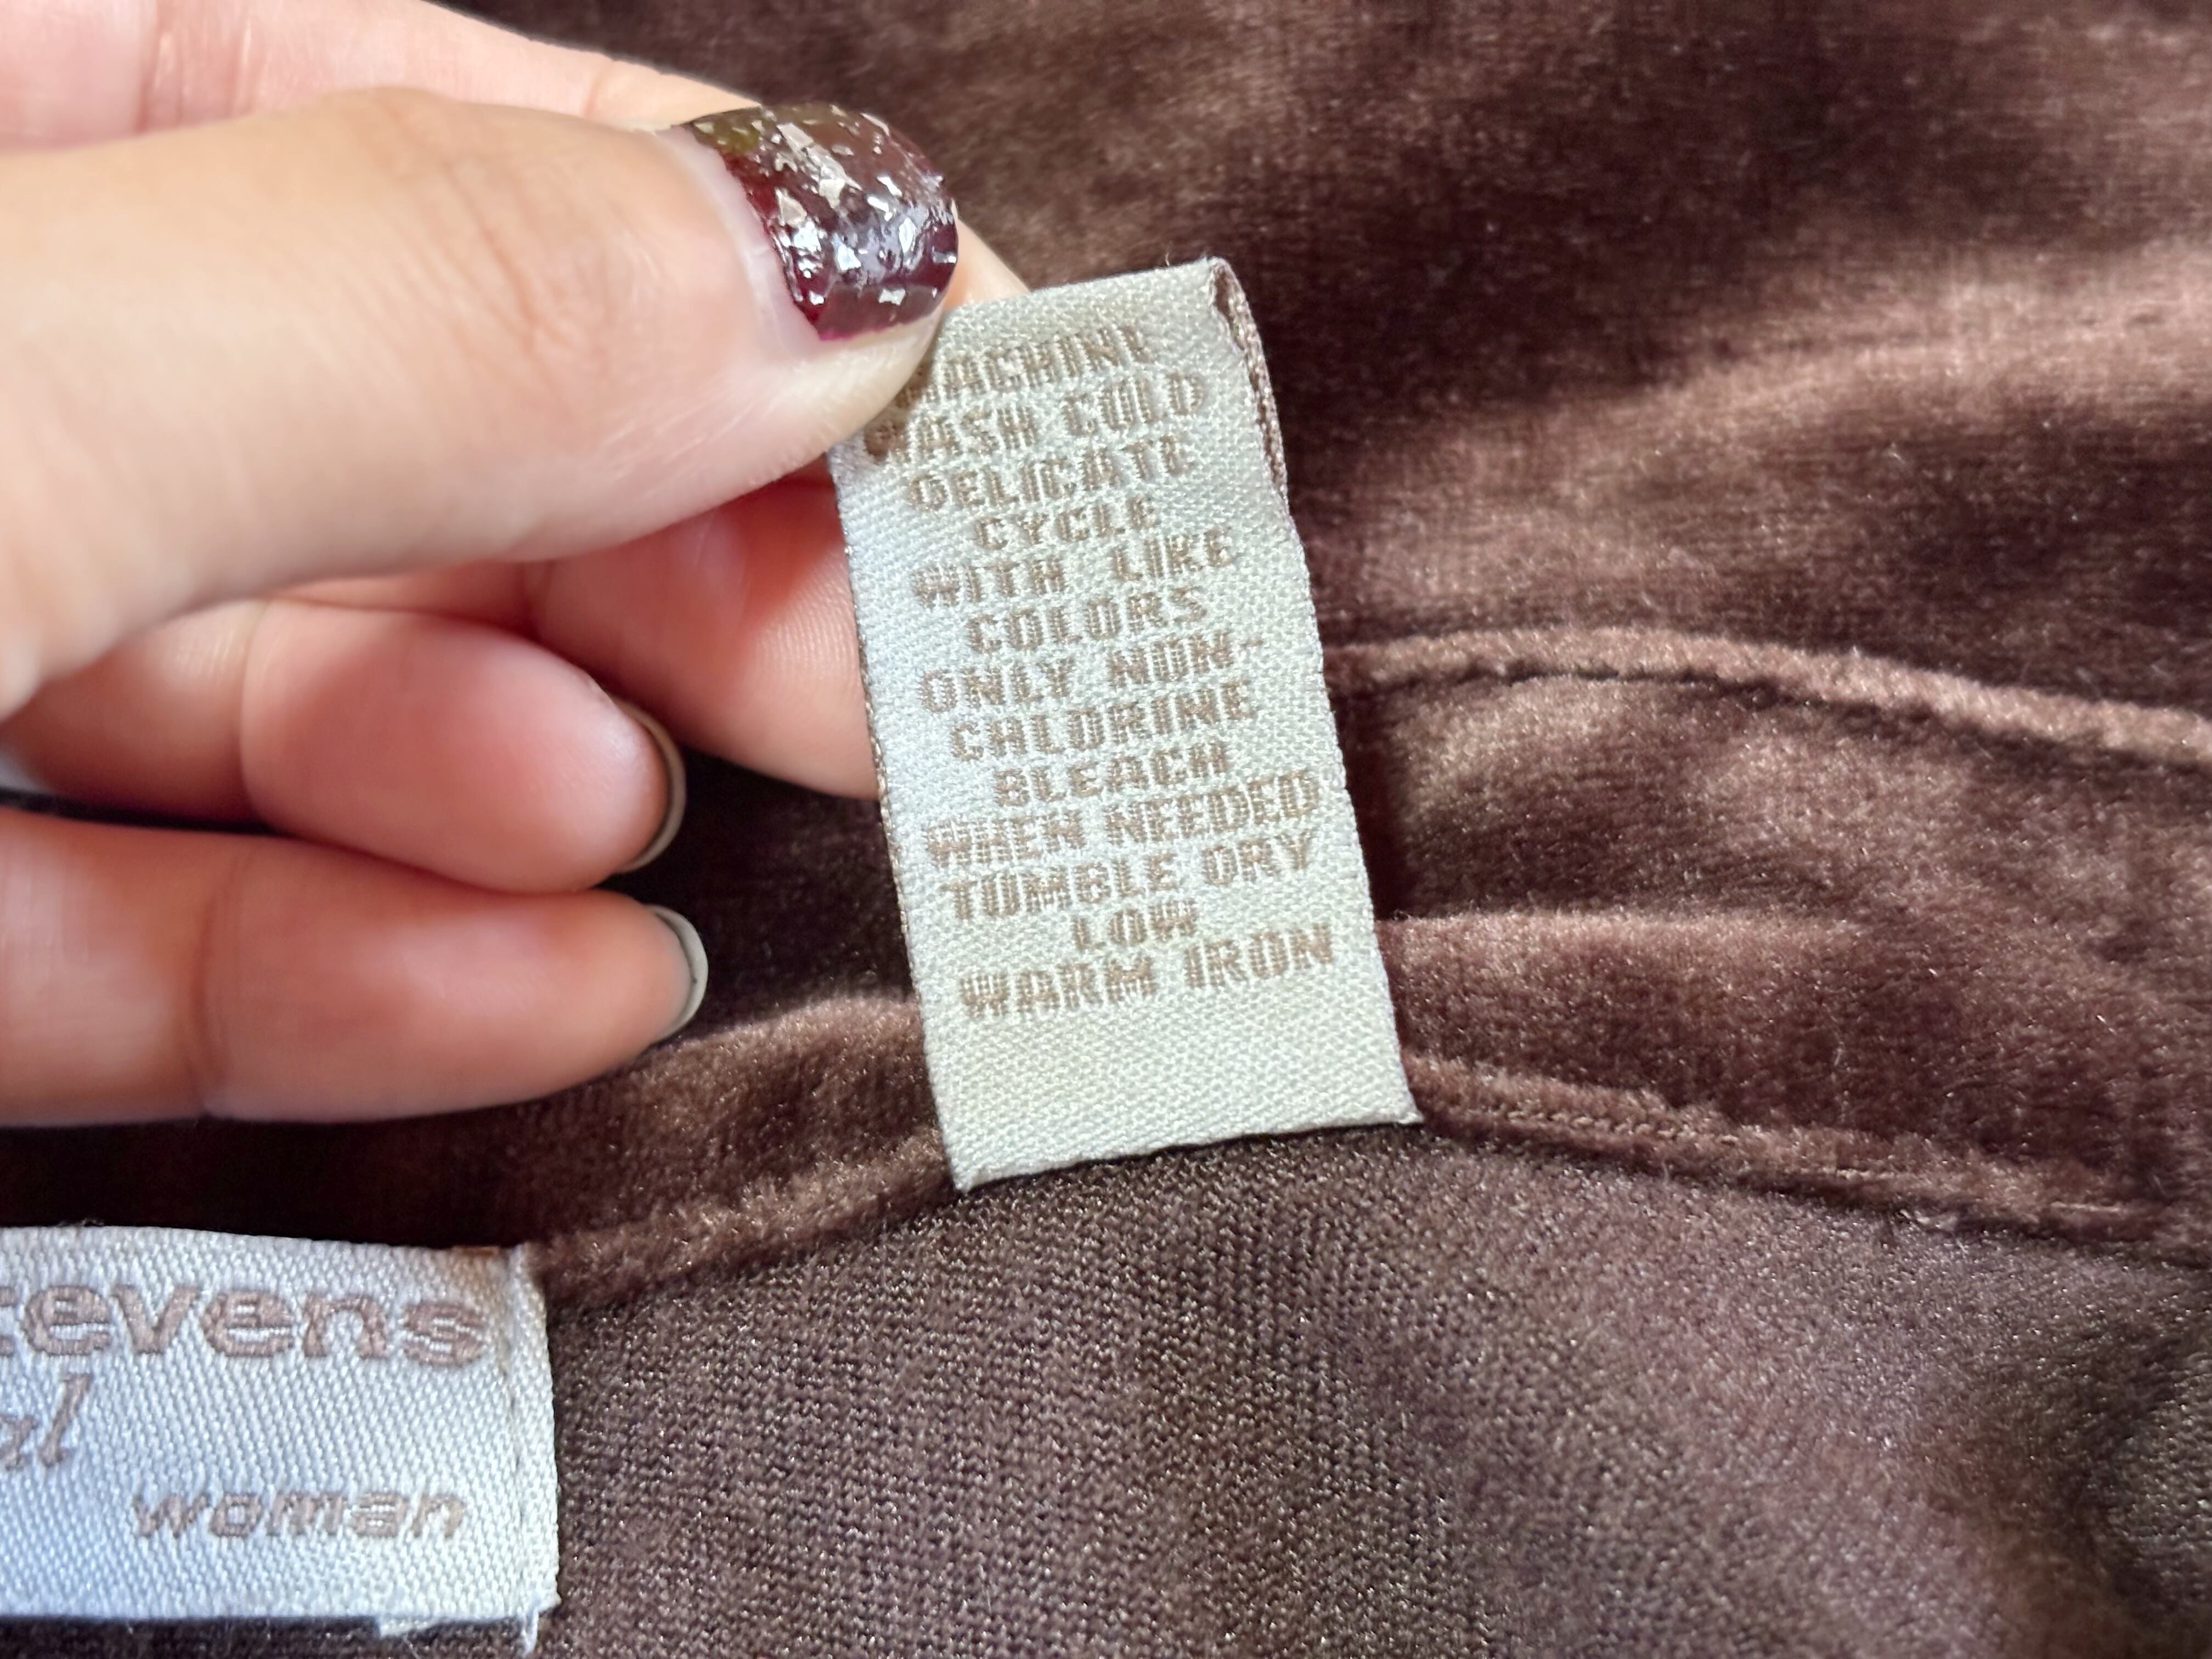 MACHINE
WASH COLD
DELICATE
CYCLE
WITH LIKE
COLORS
ONLY NON-
CHLORINE
BLEACH
WHEN NEEDED
TUMBLE DRY
LOW
WARM IRON
tevens
al
woman